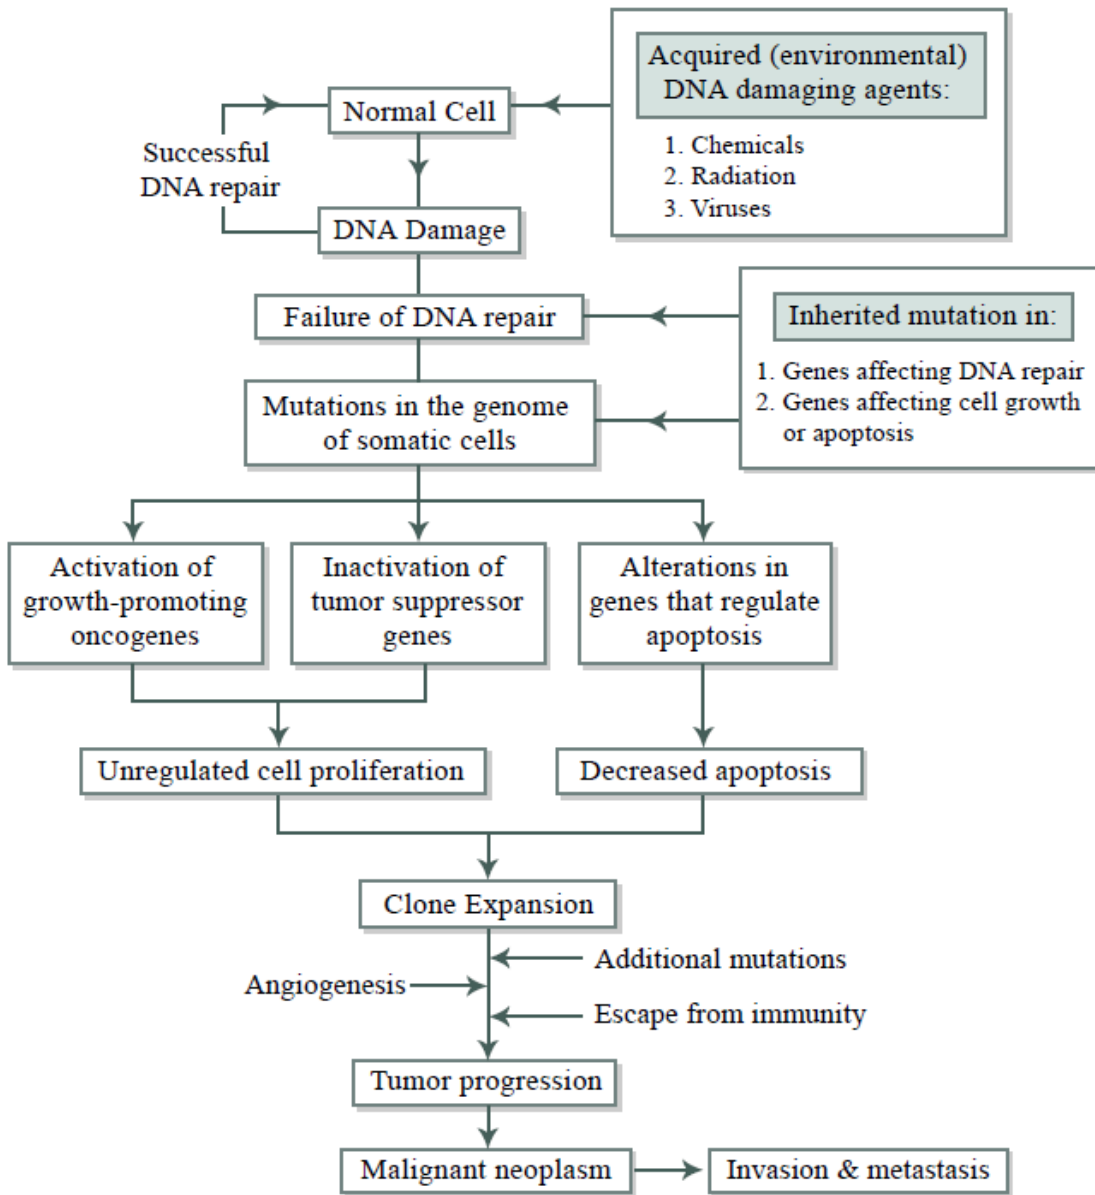 Acquired (environmental)
DNA damaging agents:
1. Chemicals
2. Radiation
3. Viruses
Normal Cell
Successful
DNA repair
DNA Damage
Failure of DNA repair
Inherited mutation in:
1. Genes affecting DNA repair
2. Genes affecting cell growth
or apoptosis
Mutations in the genome
of somatic cells
Activation of
growth-promoting
oncogenes
Inactivation of
tumor suppressor
genes
Alterations in
genes that regulate
apoptosis
Unregulated cell proliferation
Decreased apoptosis
Clone Expansion
Additional mutations
Angiogenesis
Escape from immunity
Tumor progression
Malignant neoplasm
Invasion & metastasis